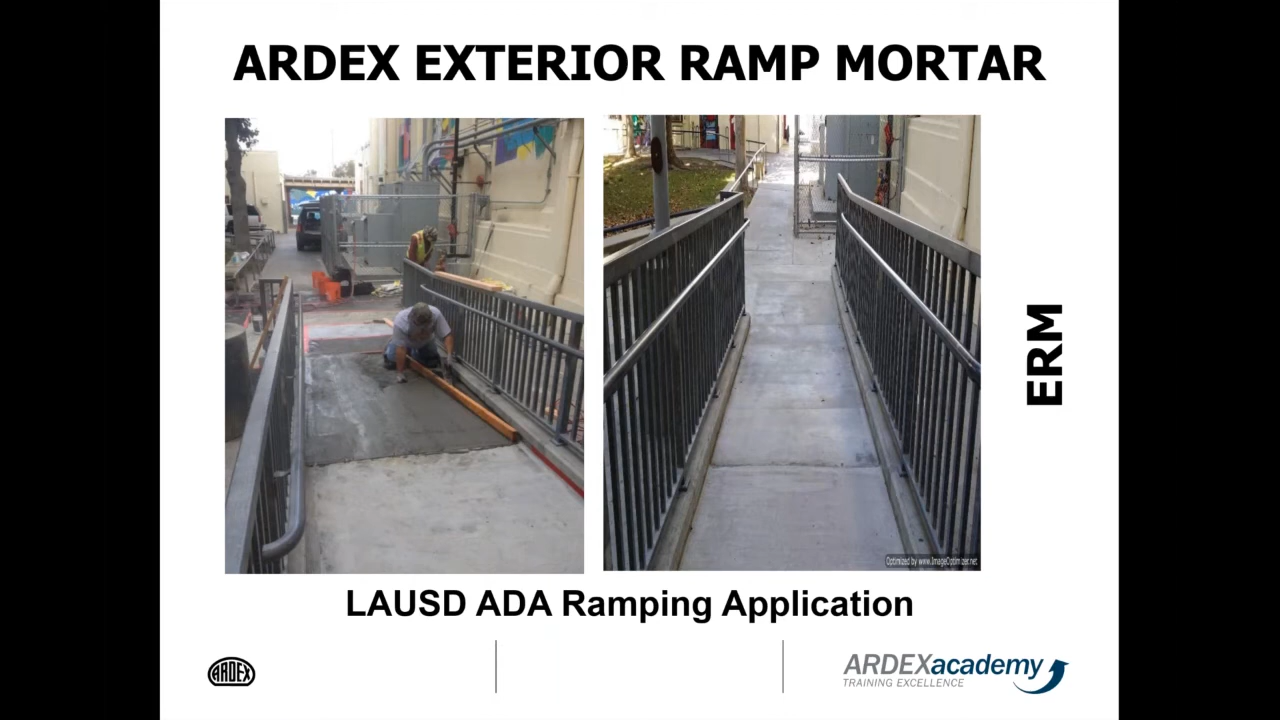 ARDEX EXTERIOR RAMP MORTAR
ERM
Optimized by www.ImageOptimizer.net
LAUSD ADA Ramping Application
ARDEX
ARDEXacademy
TRAINING EXCELLENCE